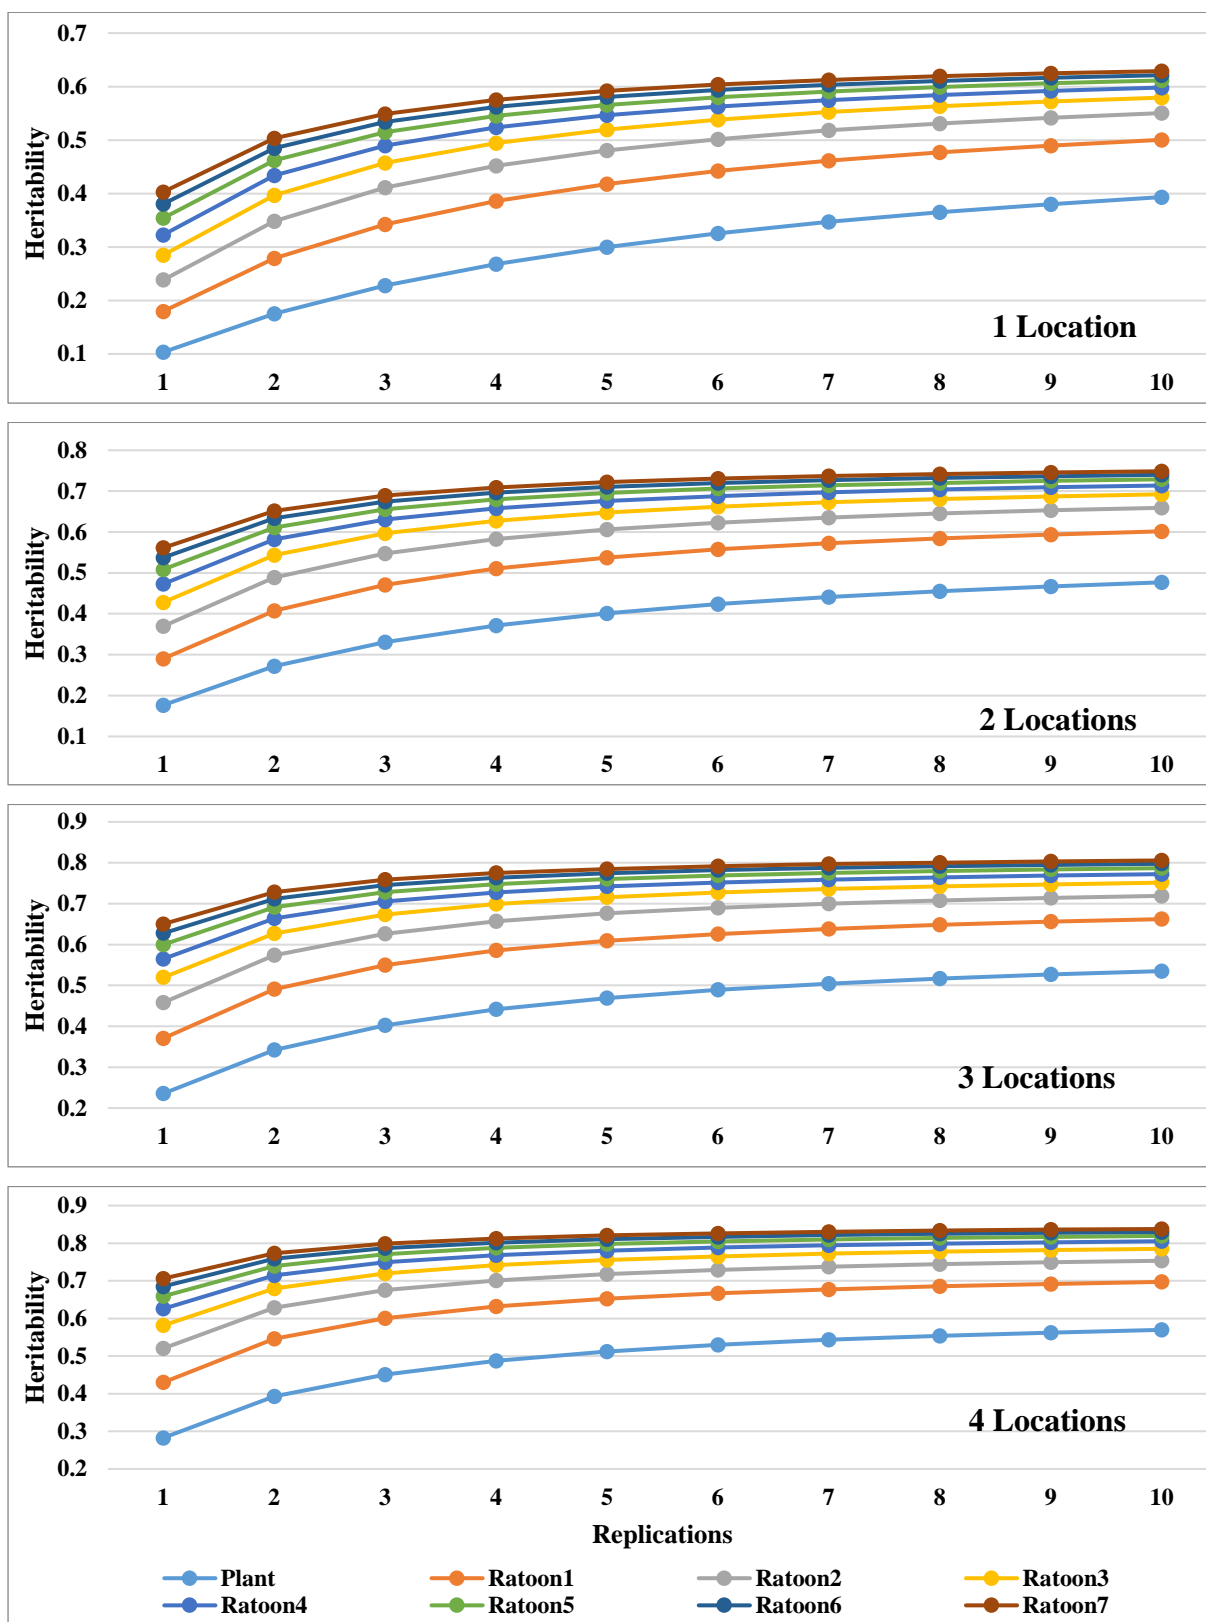 0.7
0.6
0.5
0.4
0.3
0.2
0.1
Heritability
1 Location
1 2 3 4 5 6 7 8 9 10
0.8
0.7
0.6
0.5
0.4
0.3
0.2
0.1
Heritability
2 Locations
1 2 3 4 5 6 7 8 9 10
0.9
0.8
0.7
0.6
0.5
0.4
0.3
0.2
Heritability
3 Locations
1 2 3 4 5 6 7 8 9 10
0.9
0.8
0.7
0.6
0.5
0.4
0.3
0.2
Heritability
4 Locations
1 2 3 4 5 6 7 8 9 10
Replications
Plant Ratoon1 Ratoon2 Ratoon3
Ratoon4 Ratoon5 Ratoon6 Ratoon7